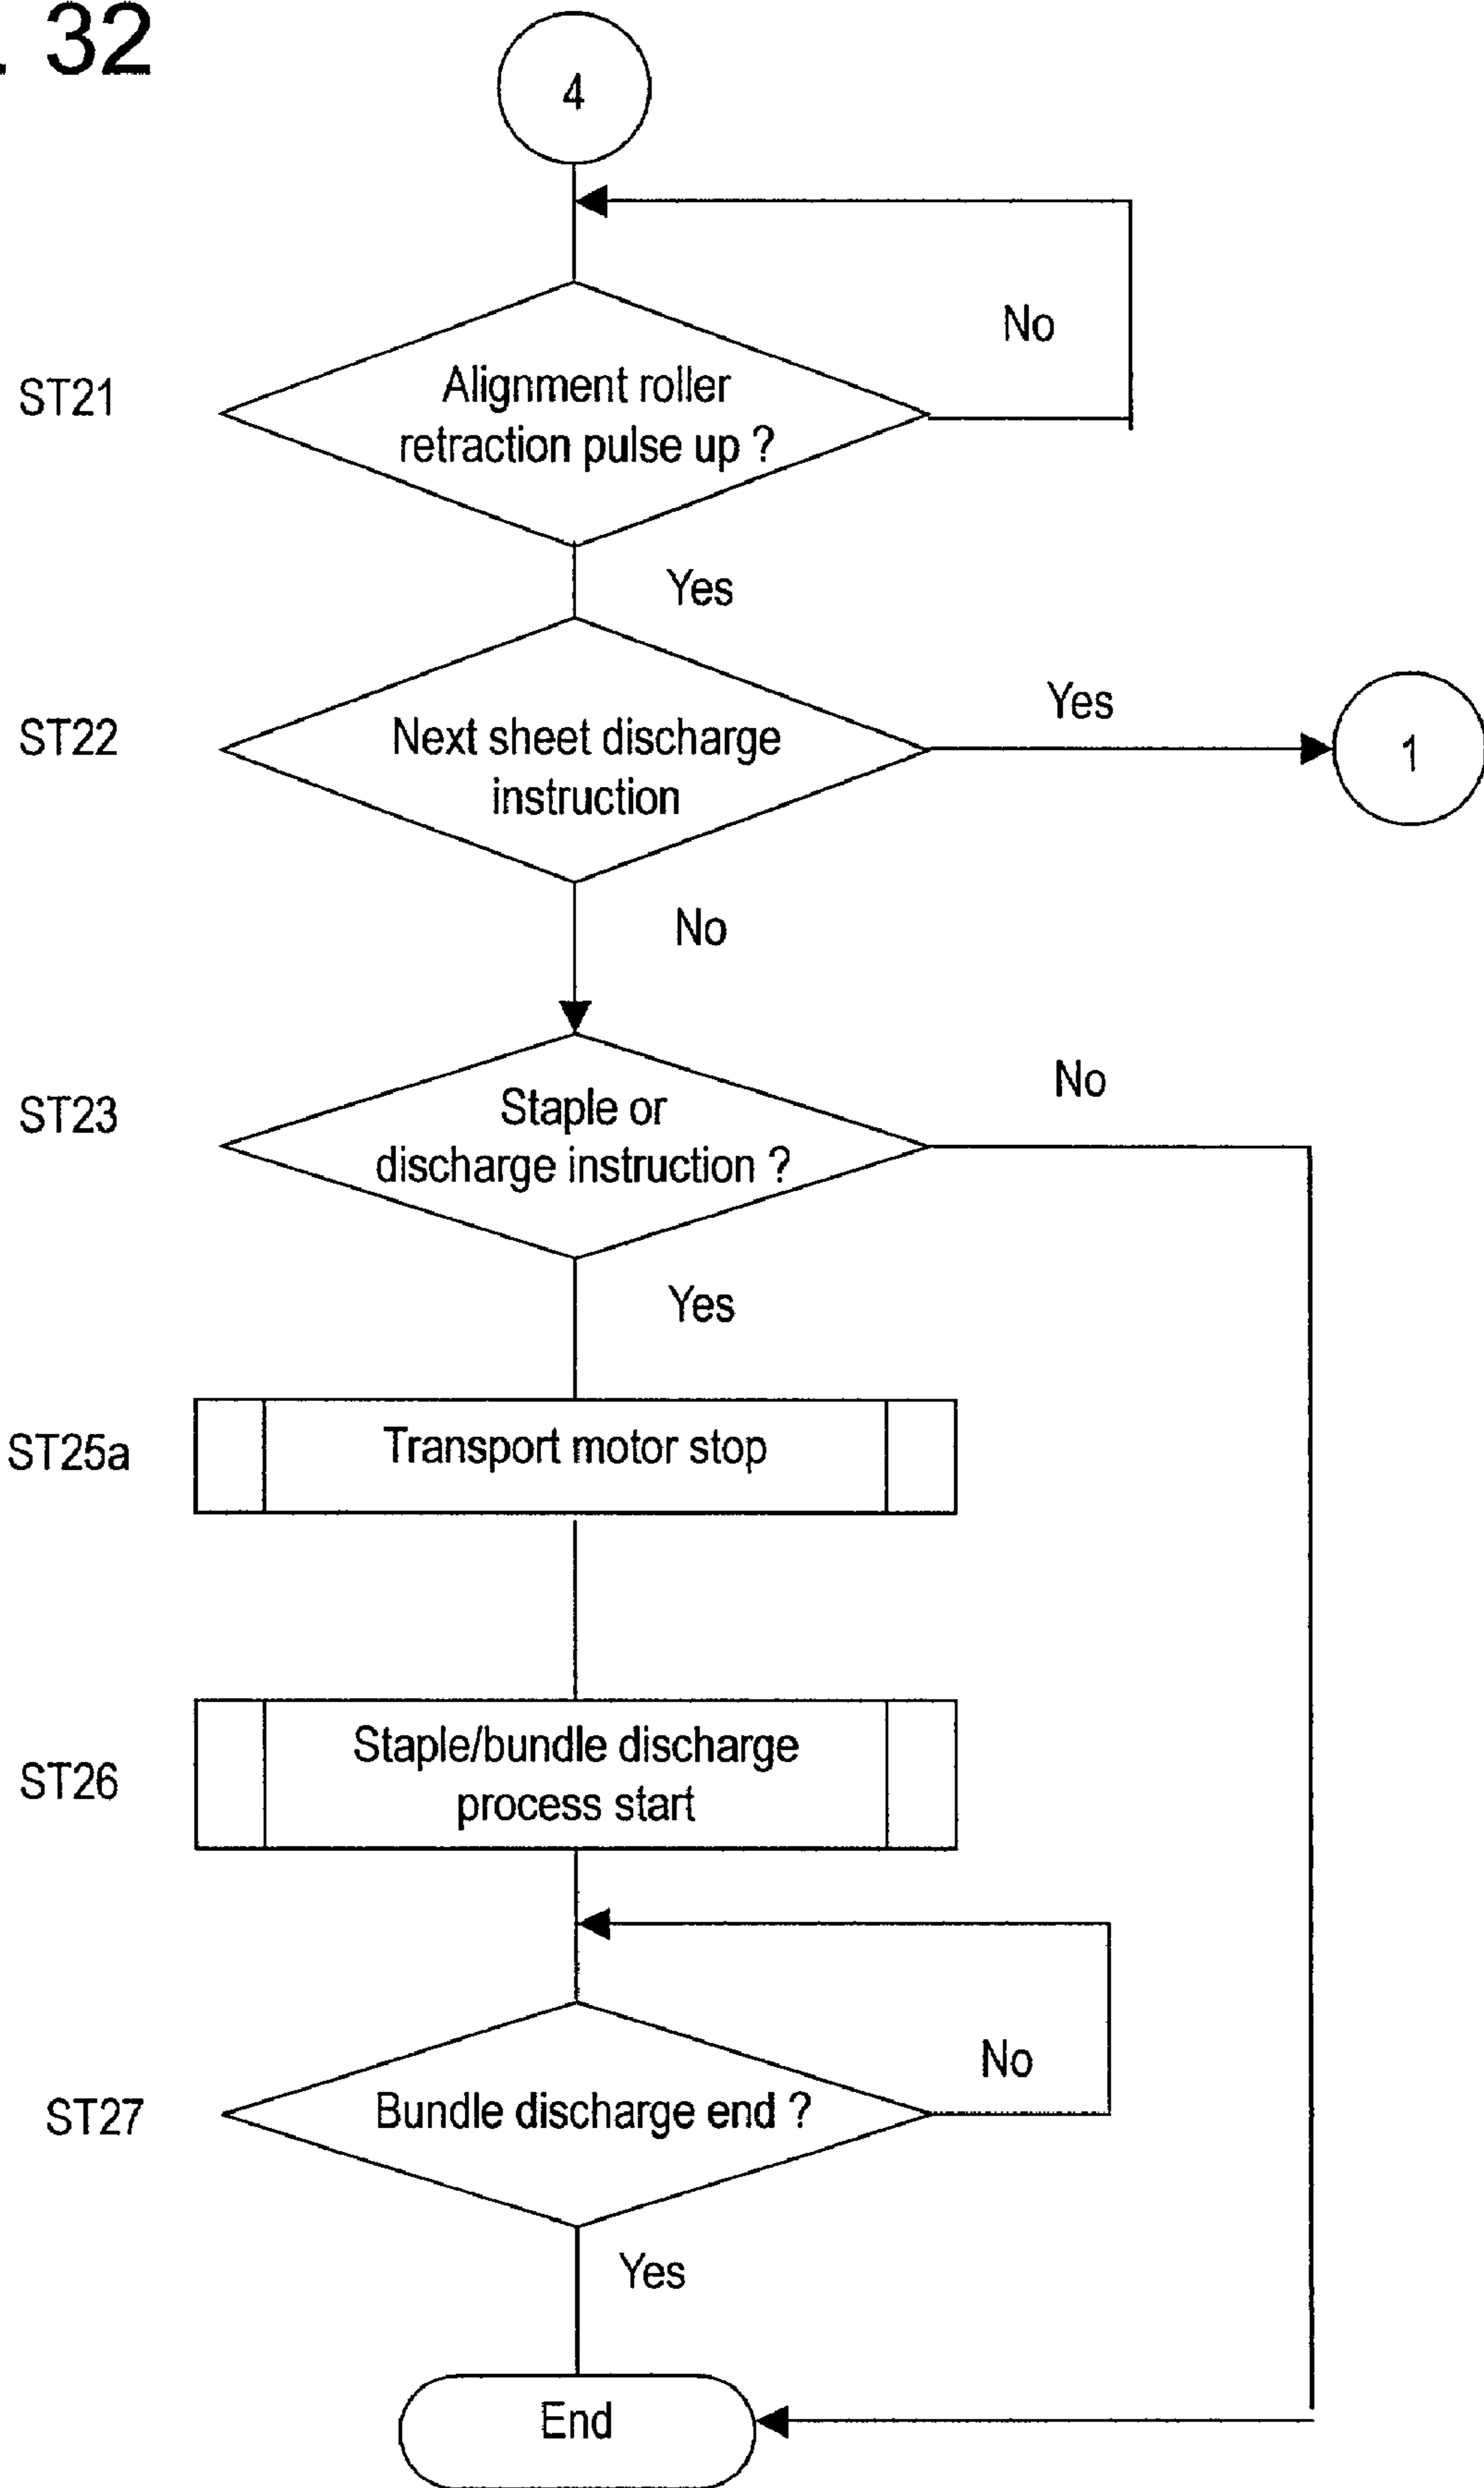 . 32
4
No
ST21
Alignment roller
retraction pulse up ?
Yes
ST22
Next sheet discharge
instruction
Yes
1
No
ST23
Staple or
discharge instruction ?
No
Yes
ST25a
Transport motor stop
ST26
Staple/bundle discharge
process start
No
ST27
Bundle discharge end ?
Yes
End